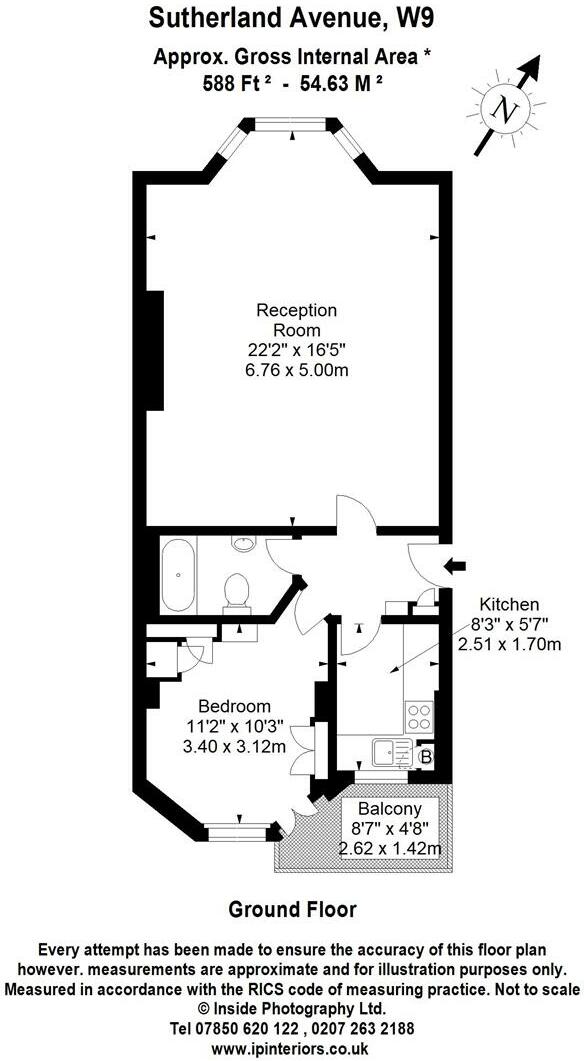 Sutherland Avenue, W9
Approx. Gross Internal Area *
588 Ft ² - 54.63 M ²
N
Reception
Room
22'2" x 16'5"
6.76 x 5.00m
Kitchen
8'3" x 5'7"
2.51 x 1.70m
Bedroom
11'2" x 10'3"
3.40 x 3.12m
B
Balcony
8'7" x 4'8"
2.62 x 1.42m
Ground Floor
Every attempt has been made to ensure the accuracy of this floor plan
however. measurements are approximate and for illustration purposes only.
Measured in accordance with the RICS code of measuring practice. Not to scale
© Inside Photography Ltd.
Tel 07850 620 122 , 0207 263 2188
www.ipinteriors.co.uk